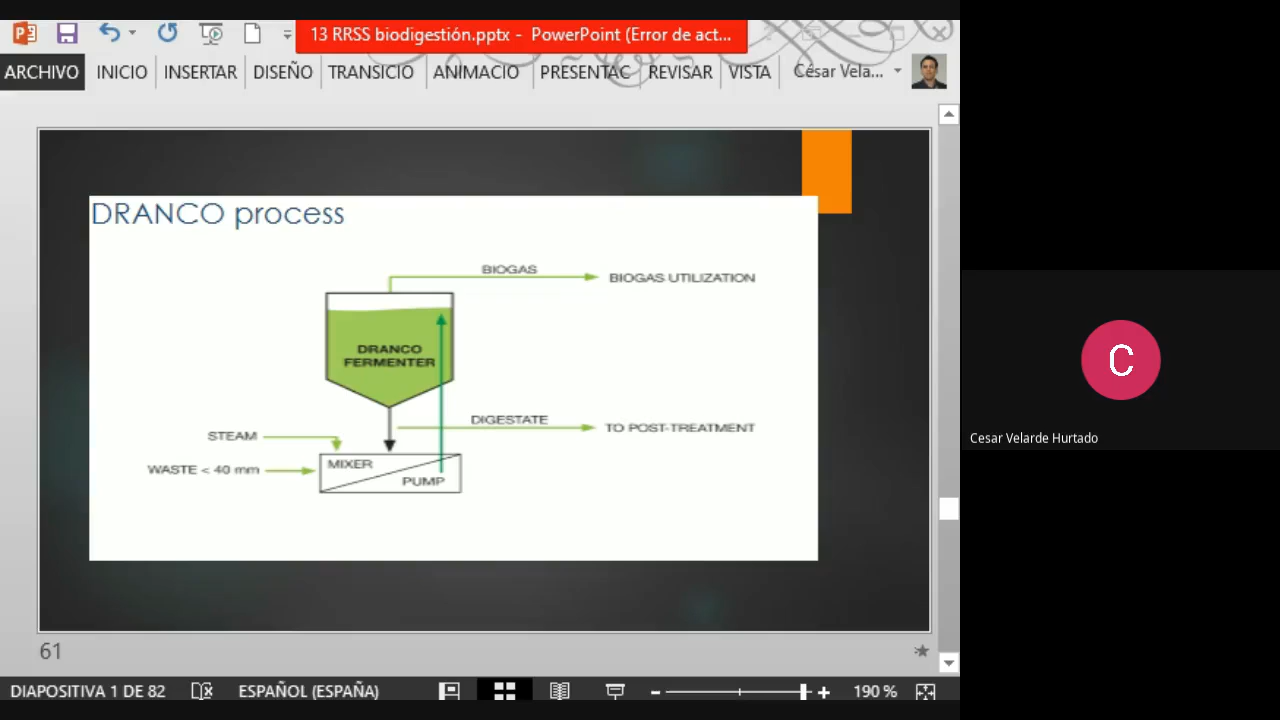 13 RRSS biodigestión.pptx - PowerPoint (Error de act...
ARCHIVO INICIO INSERTAR DISEÑO TRANSICIO ANIMACIO PRESENTAC REVISAR VISTA César Vela...
DRANCO process
BIOGAS
BIOGAS UTILIZATION
DRANCO
FERMENTER
DIGESTATE
TO POST-TREATMENT
STEAM
WASTE < 40 mm
MIXER
PUMP
C
Cesar Velarde Hurtado
61
DIAPOSITIVA 1 DE 82 ESPAÑOL (ESPAÑA) 190 %